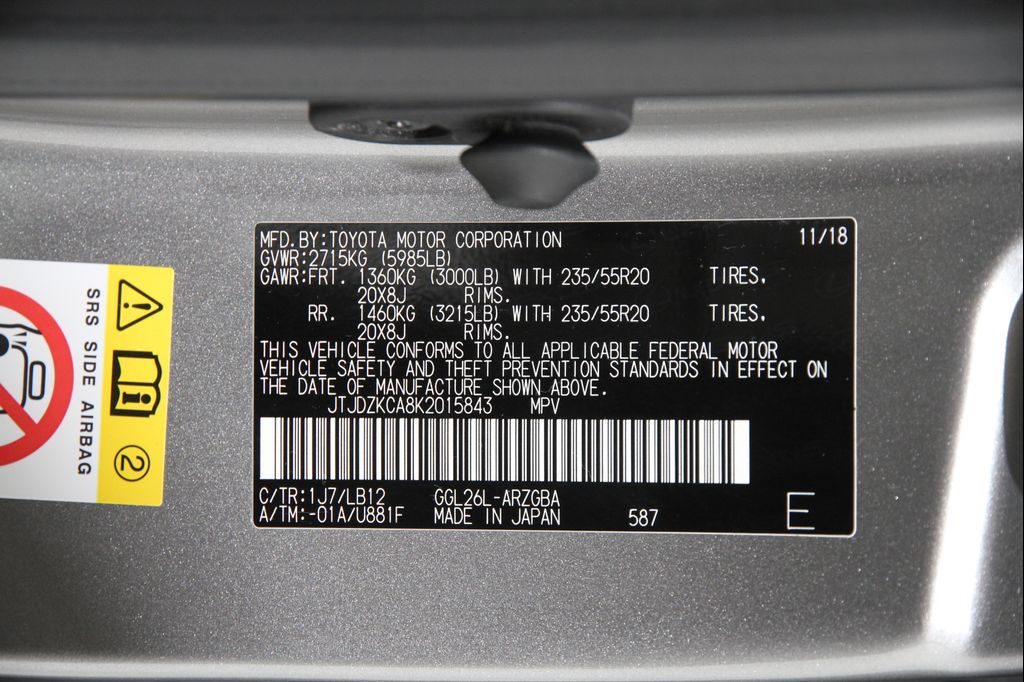 MFD.BY:TOYOTA MOTOR CORPORATION 11/18
GVWR:2715KG (5985LB)
GAWR:FRT. 1360KG (3000LB) WITH 235/55R20 TIRES,
20X8J RIMS.
RR. 1460KG (3215LB) WITH 235/55R20 TIRES,
20X8J RIMS.
THIS VEHICLE CONFORMS TO ALL APPLICABLE FEDERAL MOTOR
VEHICLE SAFETY AND THEFT PREVENTION STANDARDS IN EFFECT ON
THE DATE OF MANUFACTURE SHOWN ABOVE.
JTJDZKCA8K2015843 MPV
C/TR:1J7/LB12 GGL26L-ARZGBA
A/TM:-01A/U881F MADE IN JAPAN 587 E
SRS SIDE AIRBAG
2